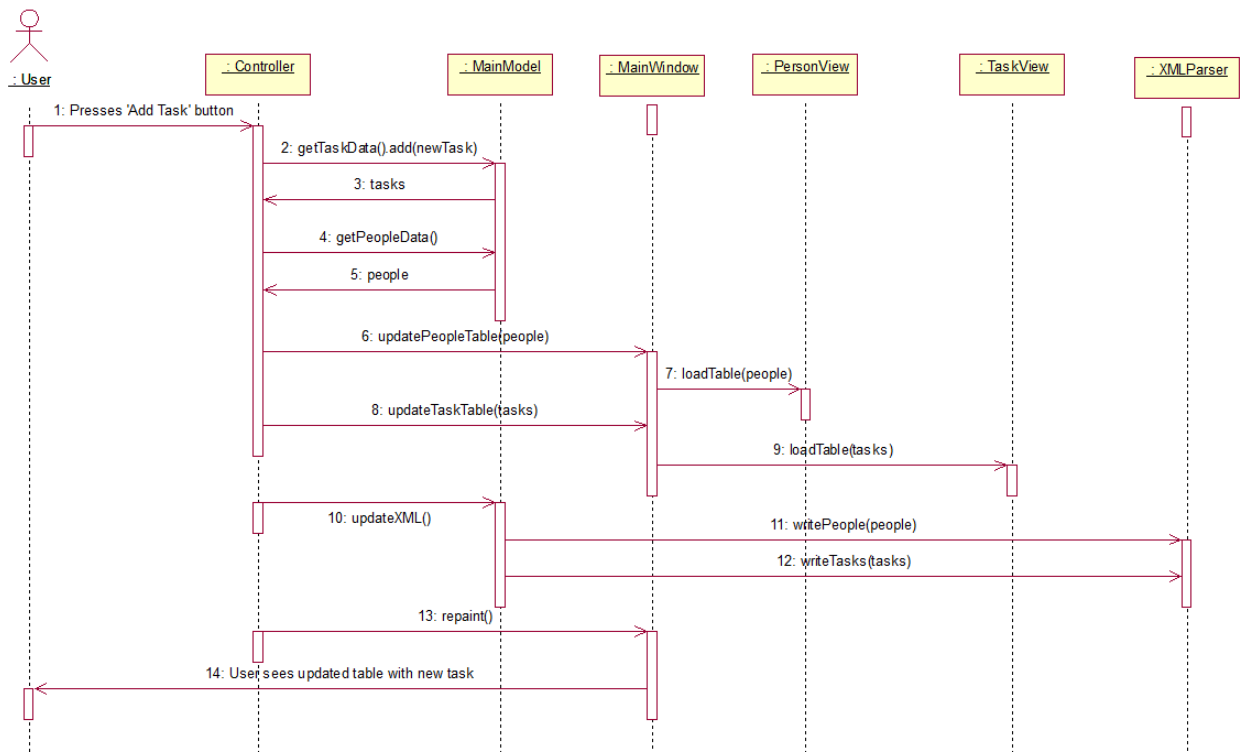 _: User
_: Controller
_: MainModel
_: MainWindow
_: PersonView
_: TaskView
_: XMLParser
1: Presses 'Add Task' button
2: getTaskData().add(newTask)
3: tasks
4: getPeopleData()
5: people
6: updatePeopleTable(people)
7: loadTable(people)
8: updateTaskTable(tasks)
9: loadTable(tasks)
10: updateXML()
11: writePeople(people)
12: writeTasks(tasks)
13: repaint()
14: User sees updated table with new task